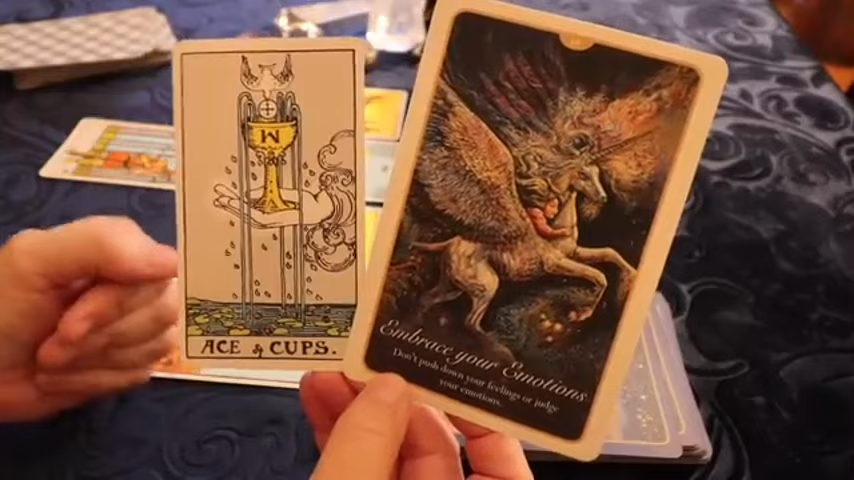 ACE of CUPS.
Embrace your Emotions
Don't push down your feelings or judge
your emotions.